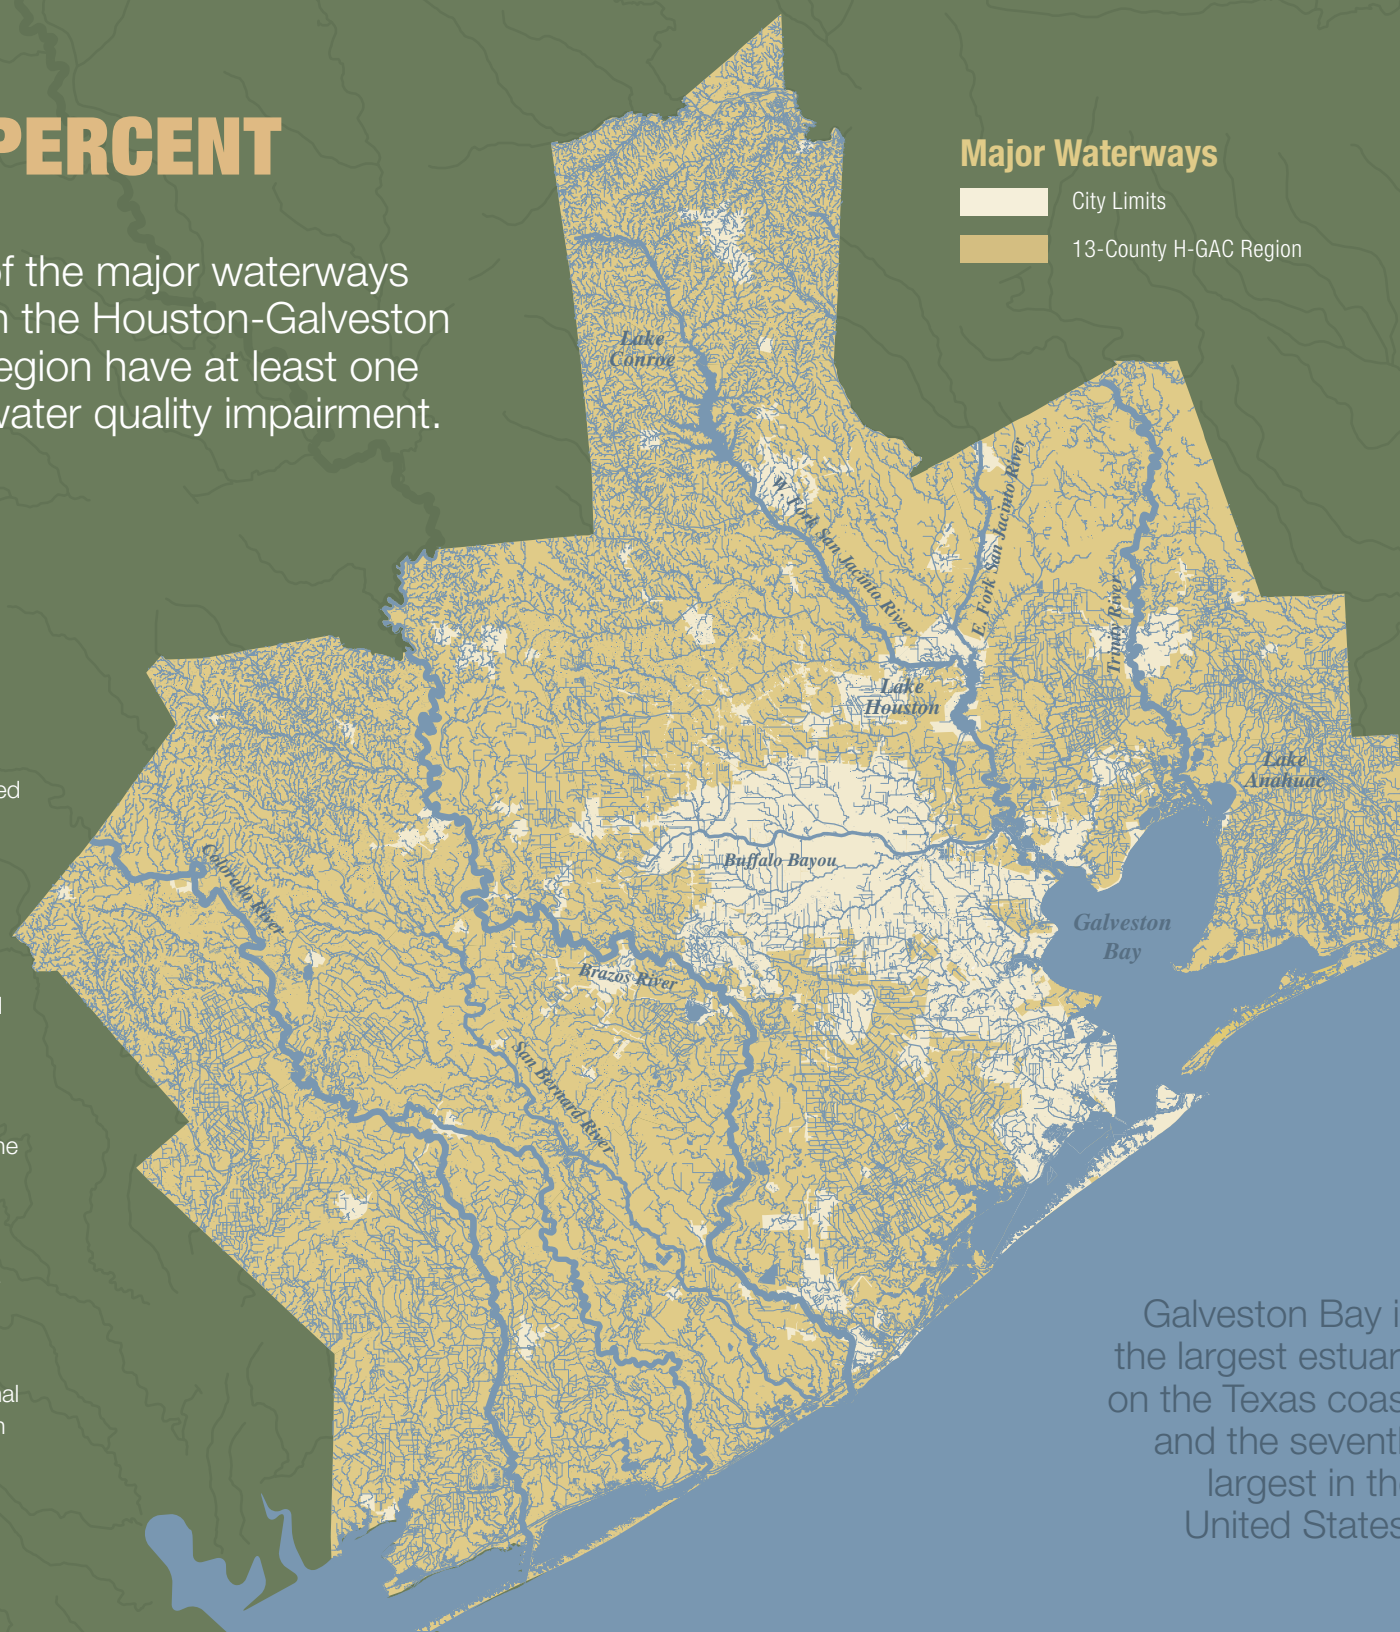 PERCENT
of the major waterways
n the Houston-Galveston
egion have at least one
water quality impairment.
Major Waterways
City Limits
13-County H-GAC Region
Lake
Conroe
W. Fork San Jacinto River
E. Fork San Jacinto River
Trinity River
Lake
Houston
Lake
Anahuac
Buffalo Bayou
Galveston
Bay
Colorado River
Brazos River
San Bernard River
ed
ne
al
n
Galveston Bay i
the largest estuar
on the Texas coas
and the sevent
largest in th
United States